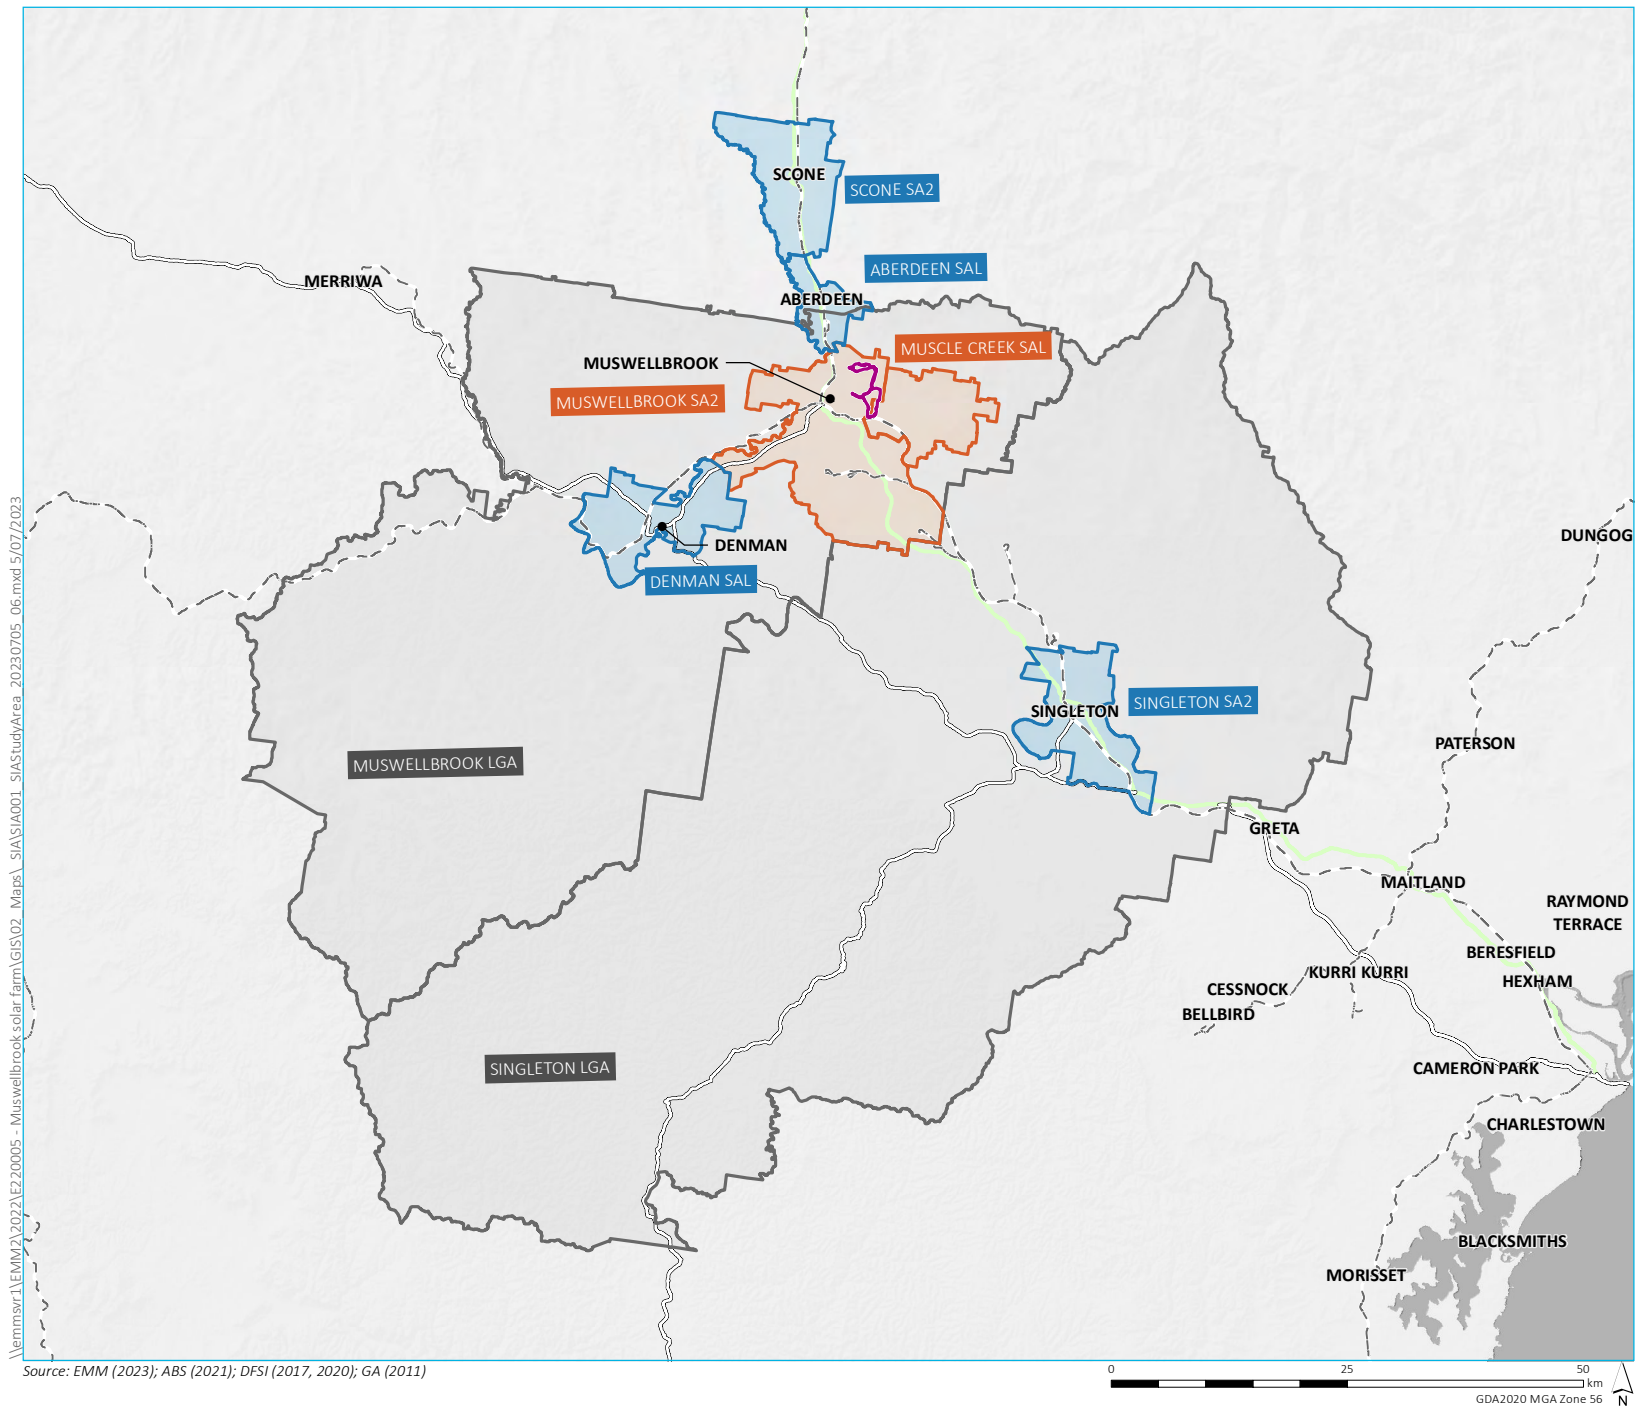 SCONE
SCONE SA2
ABERDEEN SAL
MERRIWA
ABERDEEN
MUSCLE CREEK SAL
MUSWELLBROOK
MUSWELLBROOK SA2
DUNGOG
DENMAN
DENMAN SAL
SINGLETON SA2
SINGLETON
PATERSON
MUSWELLBROOK LGA
GRETA
MAITLAND
RAYMOND
TERRACE
BERESFIELD
KURRI KURRI
HEXHAM
CESSNOCK
BELLBIRD
SINGLETON LGA
CAMERON PARK
CHARLESTOWN
BLACKSMITHS
MORISSET
\\emmsvr1\EMM2\2022\E220005 - Muswellbrook solar farm\GIS\02_Maps\_SIA\SIA001_SIAStudyArea_20230705_06.mxd 5/07/2023
Source: EMM (2023); ABS (2021); DFSI (2017, 2020); GA (2011)
0 25 50
km
GDA2020 MGA Zone 56
N